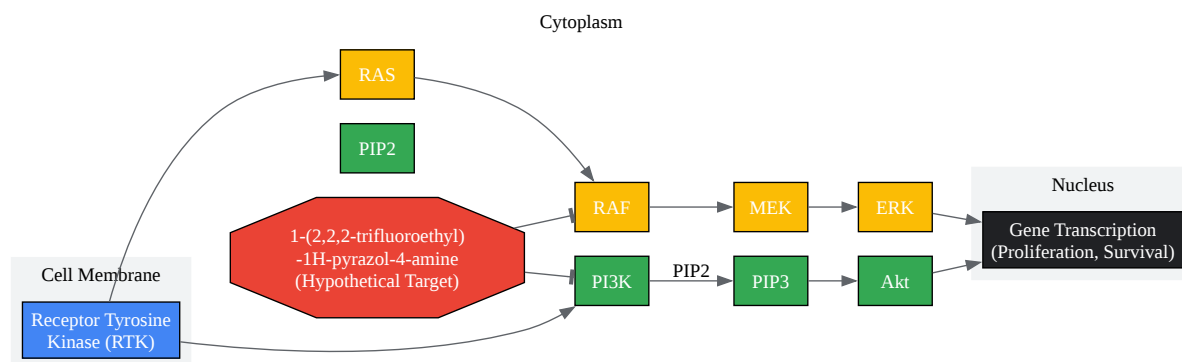 Cytoplasm
RAS
PIP2
1-(2,2,2-trifluoroethyl)
-1H-pyrazol-4-amine
(Hypothetical Target)
Cell Membrane
Receptor Tyrosine
Kinase (RTK)
RAF
MEK
ERK
PI3K
PIP2
PIP3
Akt
Nucleus
Gene Transcription
(Proliferation, Survival)